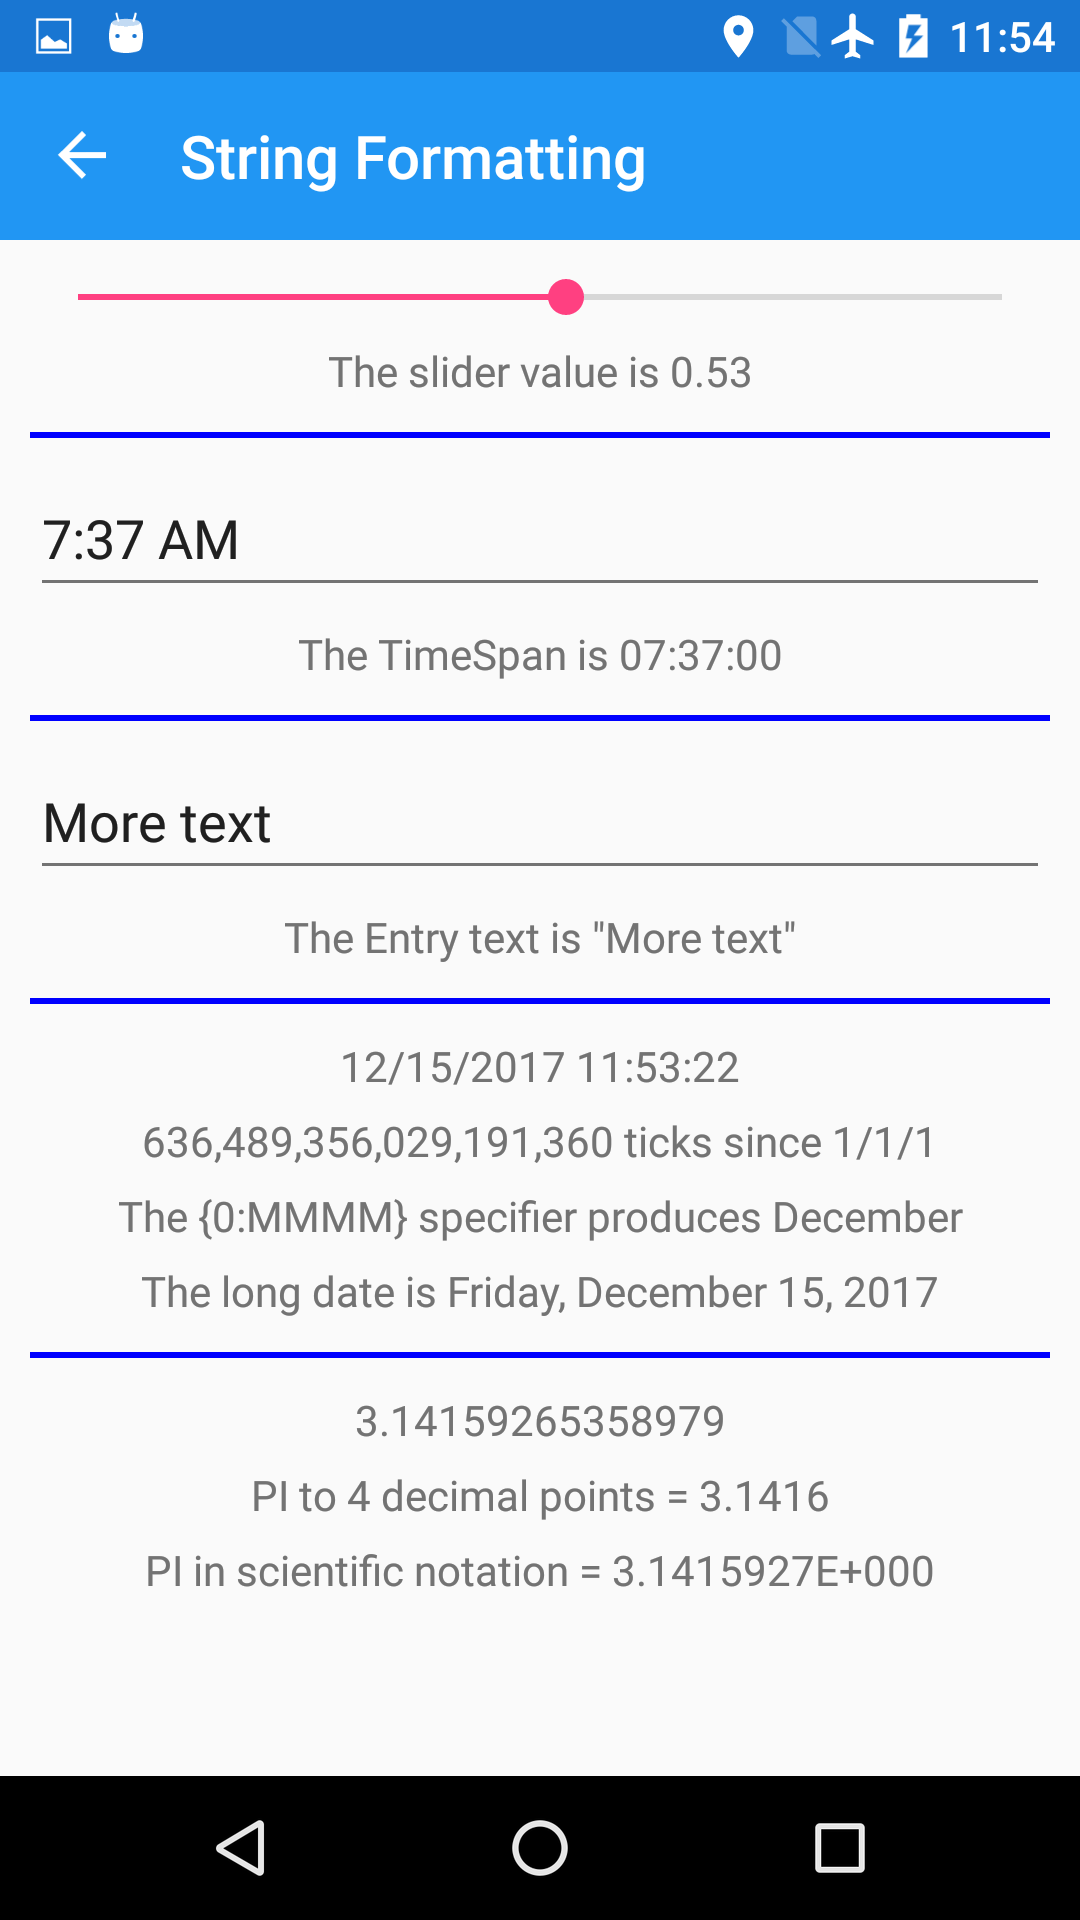 11:54
String Formatting
The slider value is 0.53
7:37 AM
The TimeSpan is 07:37:00
More text
The Entry text is "More text"
12/15/2017 11:53:22
636,489,356,029,191,360 ticks since 1/1/1
The {0:MMMM} specifier produces December
The long date is Friday, December 15, 2017
3.14159265358979
PI to 4 decimal points = 3.1416
PI in scientific notation = 3.1415927E+000